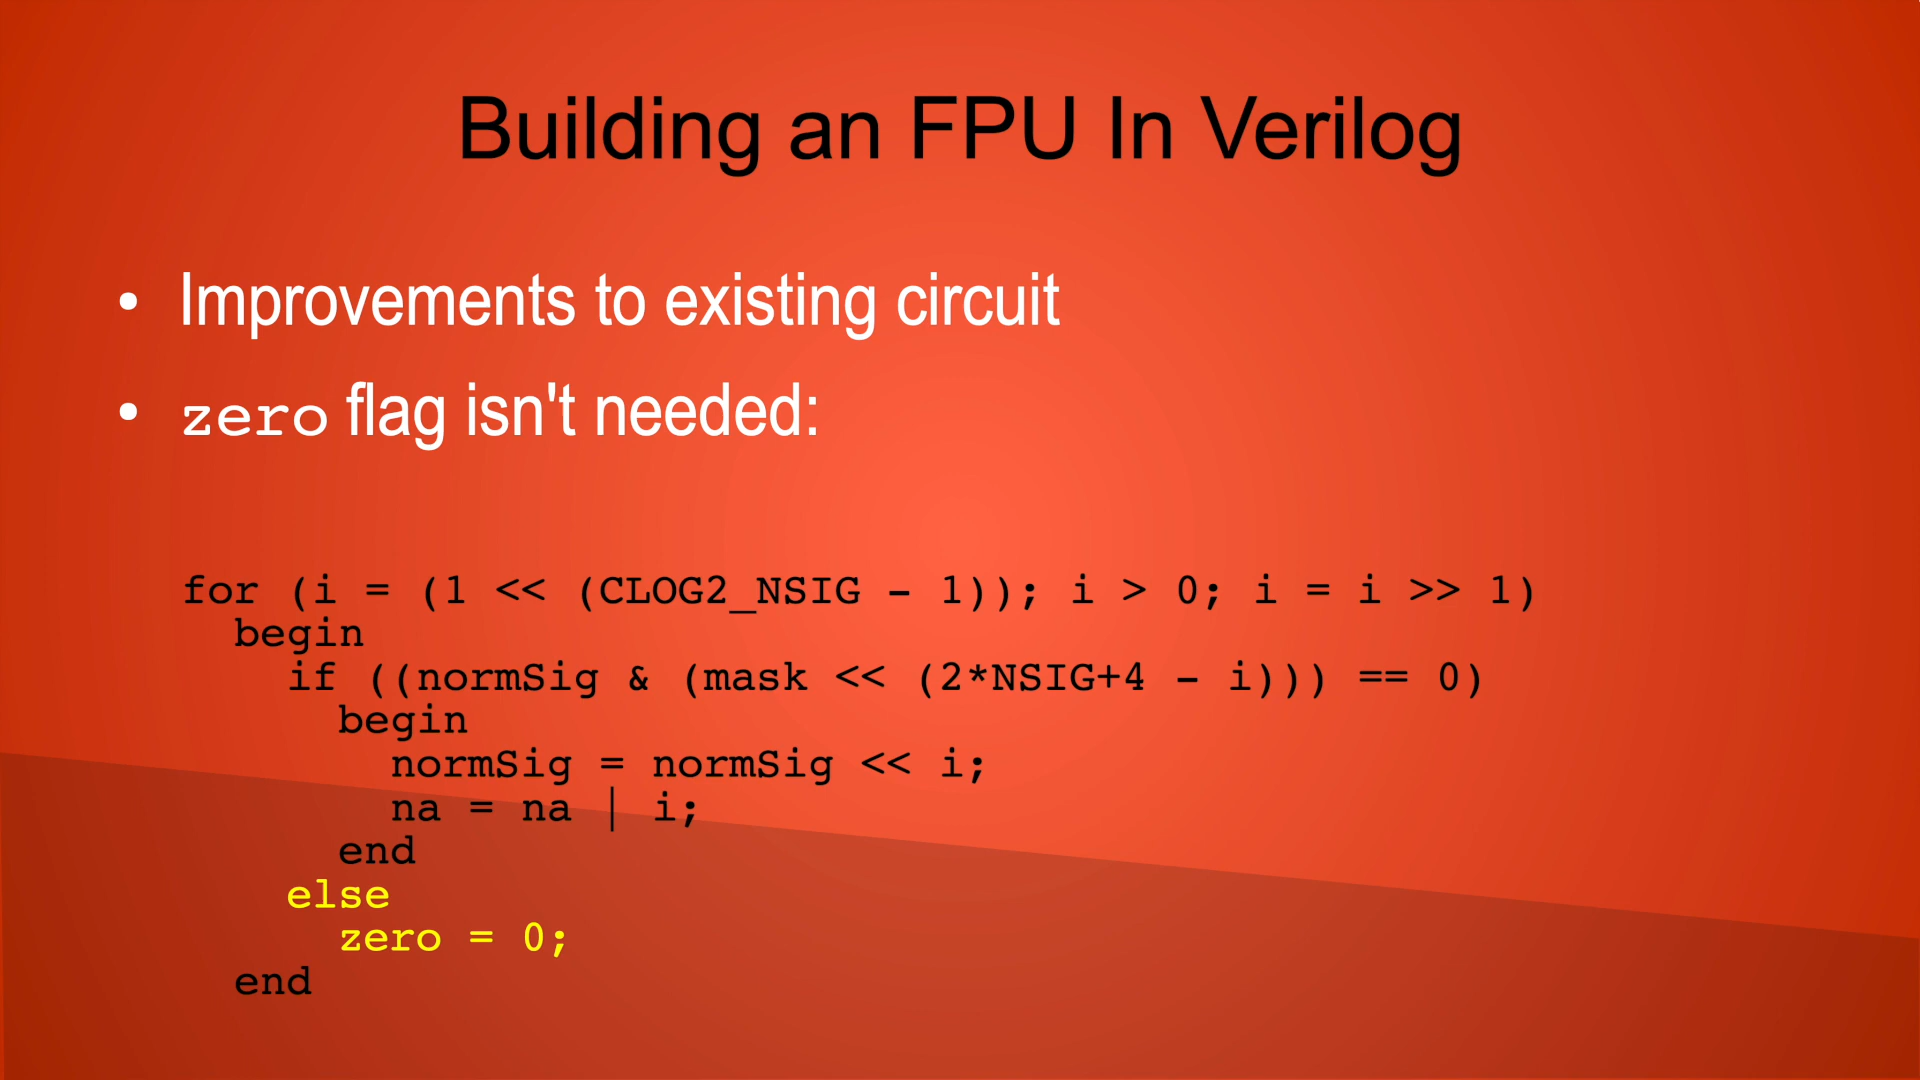 Building an FPU In Verilog
• Improvements to existing circuit
• zero flag isn't needed:
for (i = (1 << (CLOG2_NSIG - 1)); i > 0; i = i >> 1)
  begin
    if ((normSig & (mask << (2*NSIG+4 - i))) == 0)
      begin
        normSig = normSig << i;
        na = na | i;
      end
    else
      zero = 0;
  end